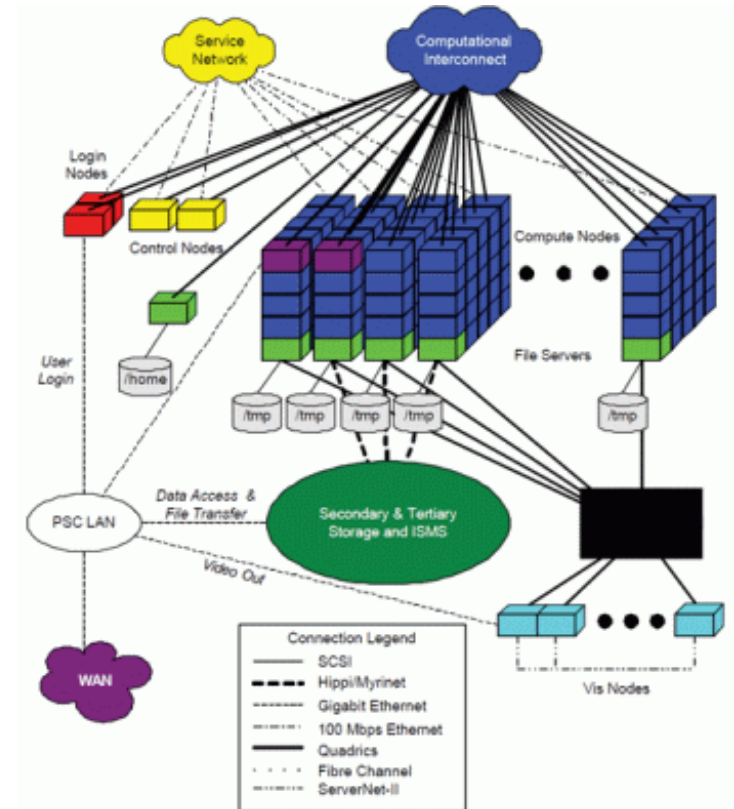 Service
Network
Computational
Interconnect
Login
Nodes
Control Nodes
Compute Nodes
User
Login
/home
File Servers
/tmp
/tmp
/tmp
/tmp
/tmp
PSC LAN
Data Access &
File Transfer
Secondary & Tertiary
Storage and ISMS
Video Out
WAN
Vis Nodes
Connection Legend
SCSI
Hippi/Myrinet
Gigabit Ethernet
100 Mbps Ethernet
Quadrics
Fibre Channel
ServerNet-II